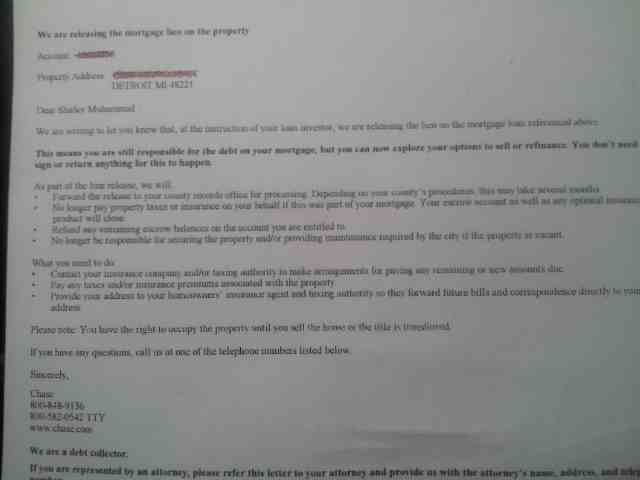 We are releasing the mortgage lien on the property
Account:
Property Address:
DETROIT MI 48221
Dear Shirley Muhammad
We are writing to let you know that, at the instruction of your loan investor, we are releasing the lien on the mortgage loan referenced above.
This means you are still responsible for the debt on your mortgage, but you can now explore your options to sell or refinance. You don't need
sign or return anything for this to happen.
As part of the lien release, we will:
• Forward the release to your county records office for processing. Depending on your county's procedures, this may take several months
• No longer pay property taxes or insurance on your behalf if this was part of your mortgage. Your escrow account as well as any optional insurance
product will close.
• Refund any remaining escrow balances on the account you are entitled to.
• No longer be responsible for securing the property and/or providing maintenance required by the city if the property is vacant.
What you need to do:
• Contact your insurance company and/or taxing authority to make arrangements for paying any remaining or new amounts due.
• Pay any taxes and/or insurance premiums associated with the property.
• Provide your address to your homeowners' insurance agent and taxing authority so they forward future bills and correspondence directly to your
address.
Please note: You have the right to occupy the property until you sell the house or the title is transferred.
If you have any questions, call us at one of the telephone numbers listed below.
Sincerely,
Chase
800-848-9136
800-582-0542 TTY
www.chase.com
We are a debt collector.
If you are represented by an attorney, please refer this letter to your attorney and provide us with the attorney's name, address, and